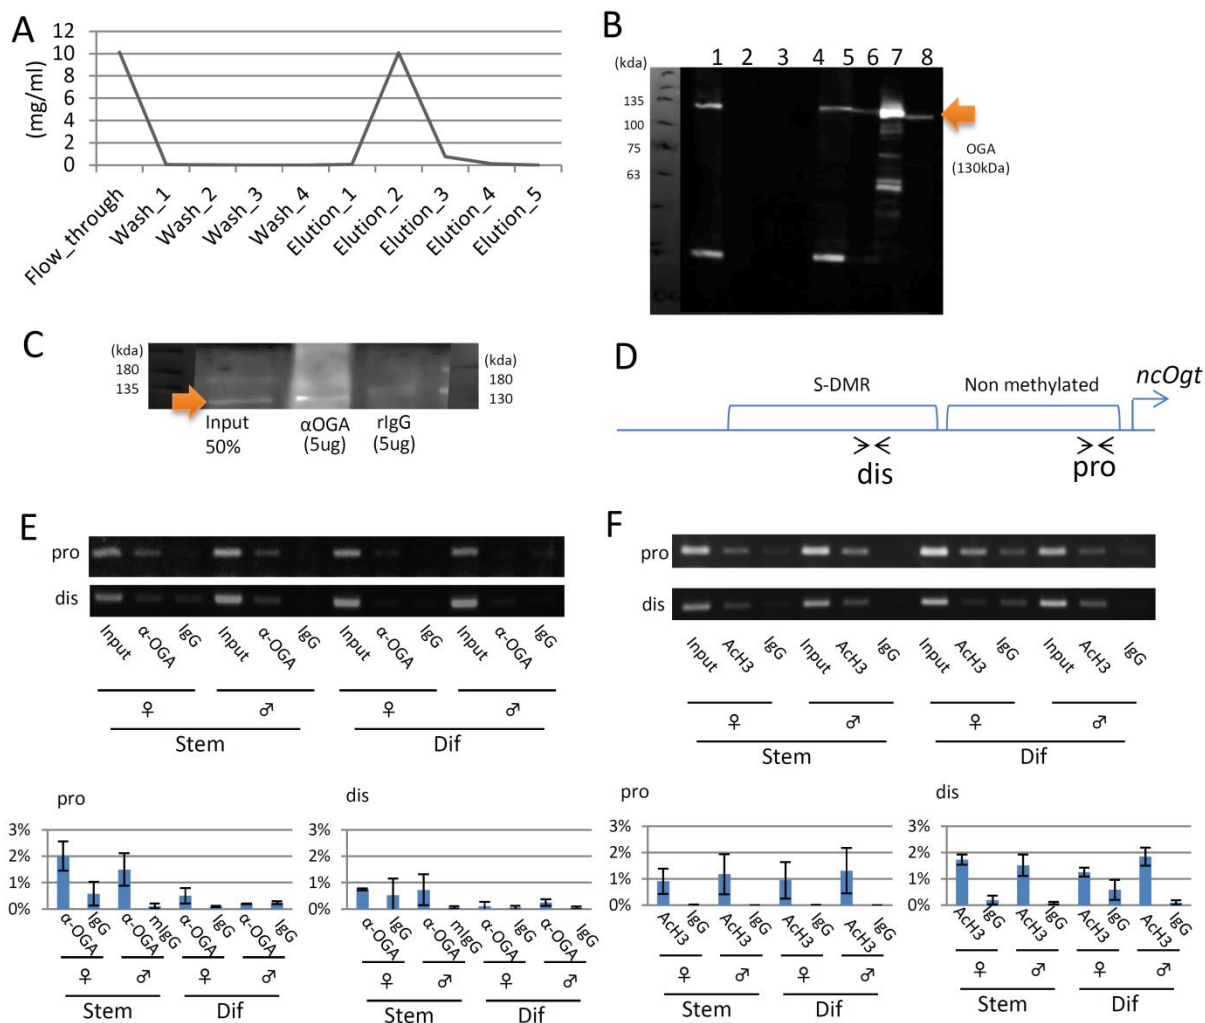 A
12
10
8
6
4
2
0
(mg/ml)
Flow_through
Wash_1
Wash_2
Wash_3
Wash_4
Elution_1
Elution_2
Elution_3
Elution_4
Elution_5
B
(kda) 1 2 3 4 5 6 7 8
135
100
75
63
OGA
(130kDa)
C
(kda) (kda)
180 180
135 130
Input αOGA rIgG
50% (5ug) (5ug)
D
S-DMR Non methylated ncOgt
dis pro
E
pro
dis
Input α-OGA IgG Input α-OGA IgG Input α-OGA IgG Input α-OGA IgG
♀ ♂ ♀ ♂
Stem Dif
pro
3%
2%
1%
0%
α-OGA IgG α-OGA mIgG α-OGA IgG α-OGA IgG
♀ ♂ ♀ ♂
Stem Dif
dis
3%
2%
1%
0%
α-OGA IgG α-OGA mIgG α-OGA IgG α-OGA IgG
♀ ♂ ♀ ♂
Stem Dif
F
pro
dis
Input AcH3 IgG Input AcH3 IgG Input AcH3 IgG Input AcH3 IgG
♀ ♂ ♀ ♂
Stem Dif
pro
3%
2%
1%
0%
AcH3 IgG AcH3 IgG AcH3 IgG AcH3 IgG
♀ ♂ ♀ ♂
Stem Dif
dis
3%
2%
1%
0%
AcH3 IgG AcH3 IgG AcH3 IgG AcH3 IgG
♀ ♂ ♀ ♂
Stem Dif